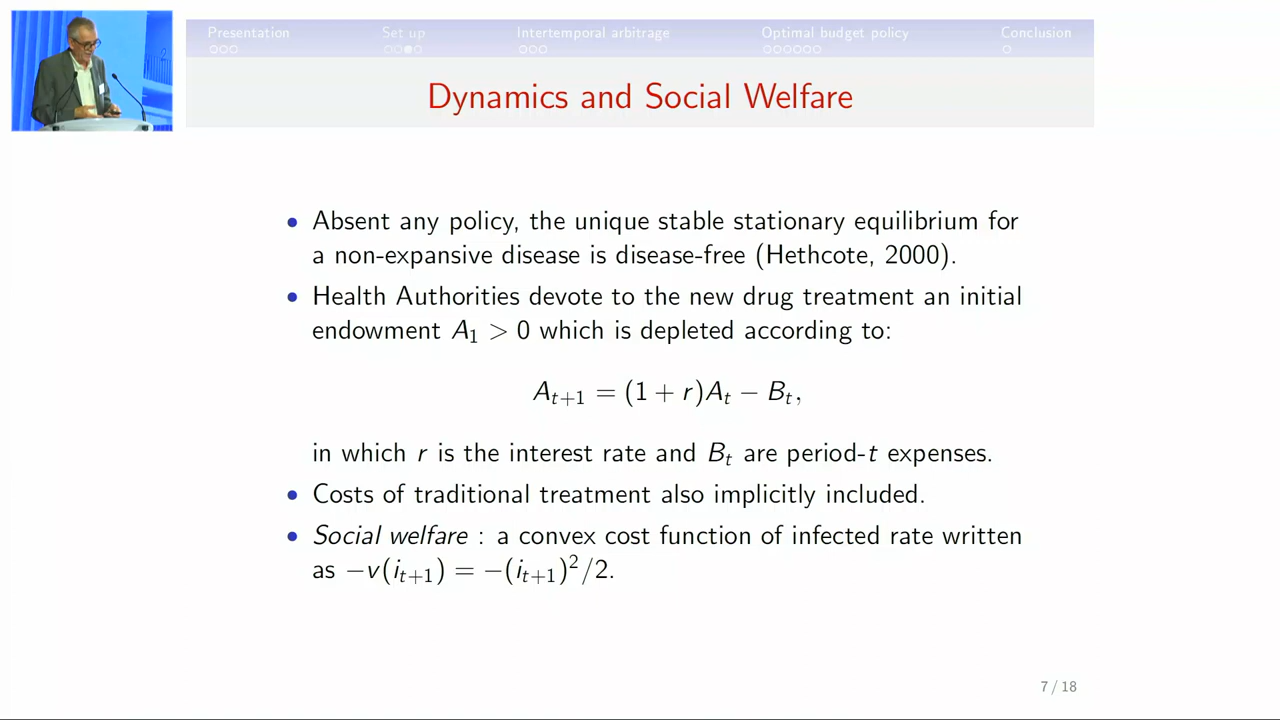 Presentation Set up Intertemporal arbitrage Optimal budget policy Conclusion
Dynamics and Social Welfare
• Absent any policy, the unique stable stationary equilibrium for
a non-expansive disease is disease-free (Hethcote, 2000).
• Health Authorities devote to the new drug treatment an initial
endowment A₁ > 0 which is depleted according to:
Aₜ₊₁ = (1 + r)Aₜ − Bₜ,
in which r is the interest rate and Bₜ are period-t expenses.
• Costs of traditional treatment also implicitly included.
• Social welfare : a convex cost function of infected rate written
as −v(iₜ₊₁) = −(iₜ₊₁)²/2.
7 / 18